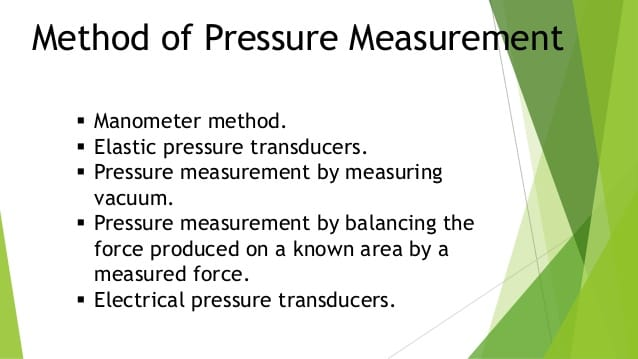 Method of Pressure Measurement
▪ Manometer method.
▪ Elastic pressure transducers.
▪ Pressure measurement by measuring
vacuum.
▪ Pressure measurement by balancing the
force produced on a known area by a
measured force.
▪ Electrical pressure transducers.